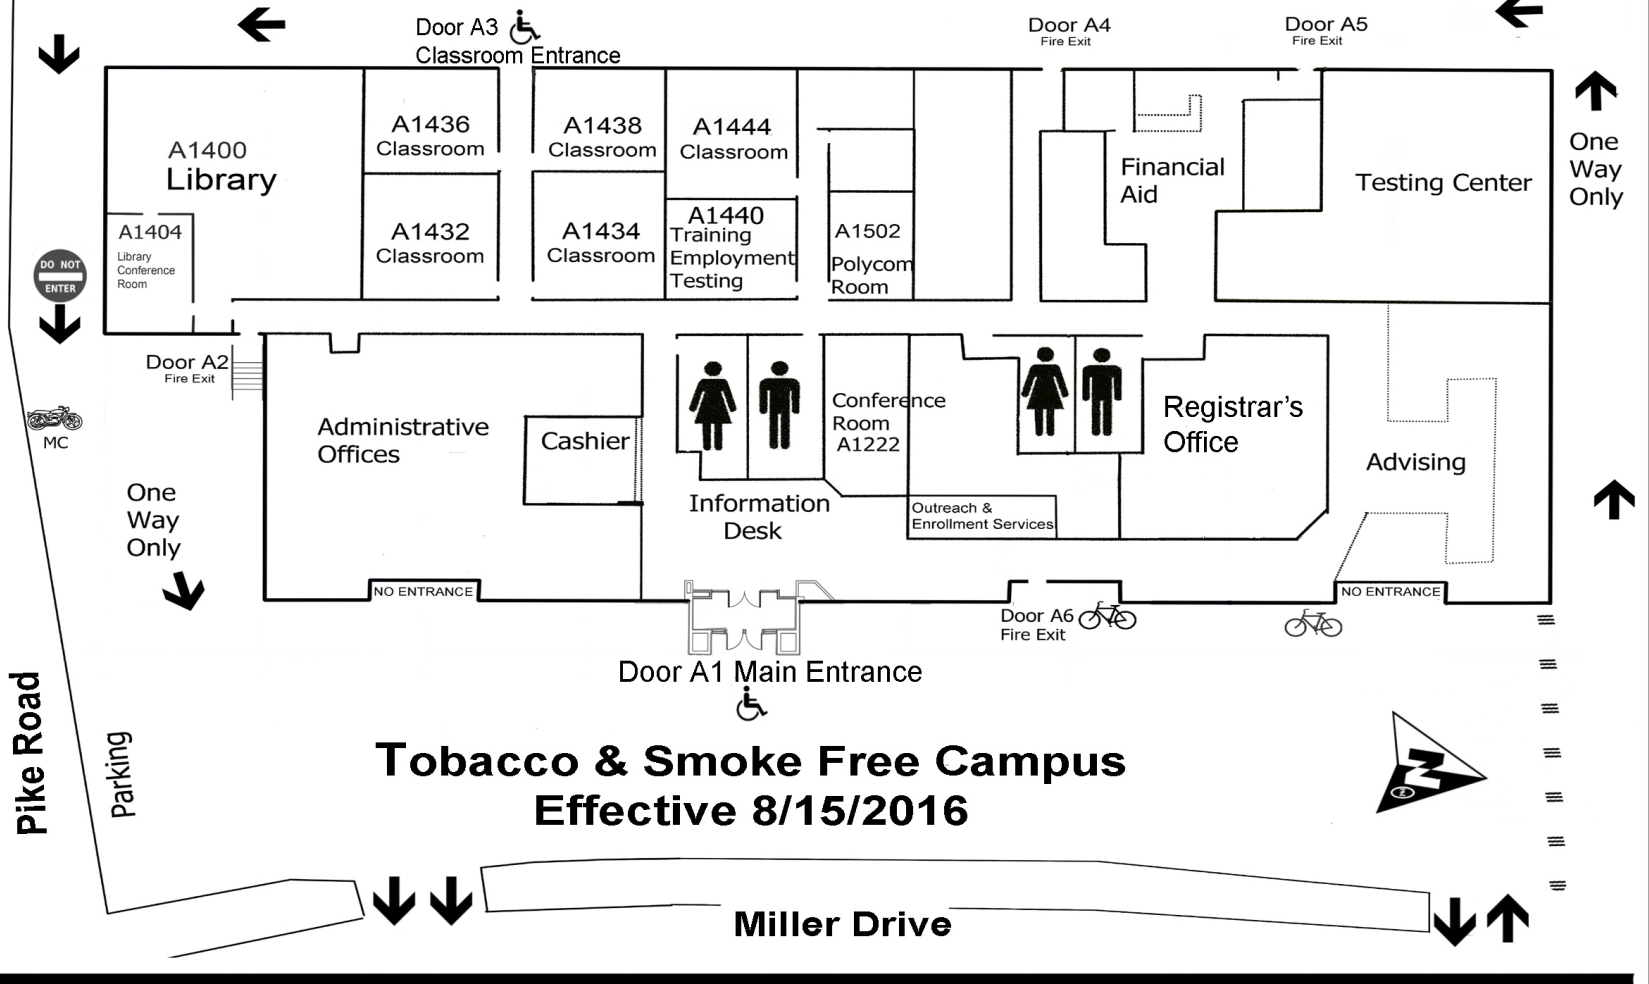 Door A3
Classroom Entrance
Door A4
Fire Exit
Door A5
Fire Exit
A1400
Library
A1436
Classroom
A1438
Classroom
A1444
Classroom
Financial
Aid
Testing Center
One
Way
Only
A1404
Library
Conference
Room
A1432
Classroom
A1434
Classroom
A1440
Training
Employment
Testing
A1502
Polycom
Room
DO NOT
ENTER
Door A2
Fire Exit
MC
Administrative
Offices
Cashier
Conference
Room
A1222
Registrar’s
Office
Advising
One
Way
Only
Information
Desk
Outreach &
Enrollment Services
NO ENTRANCE
NO ENTRANCE
Door A6
Fire Exit
Door A1 Main Entrance
Pike Road
Parking
Tobacco & Smoke Free Campus
Effective 8/15/2016
N
Miller Drive